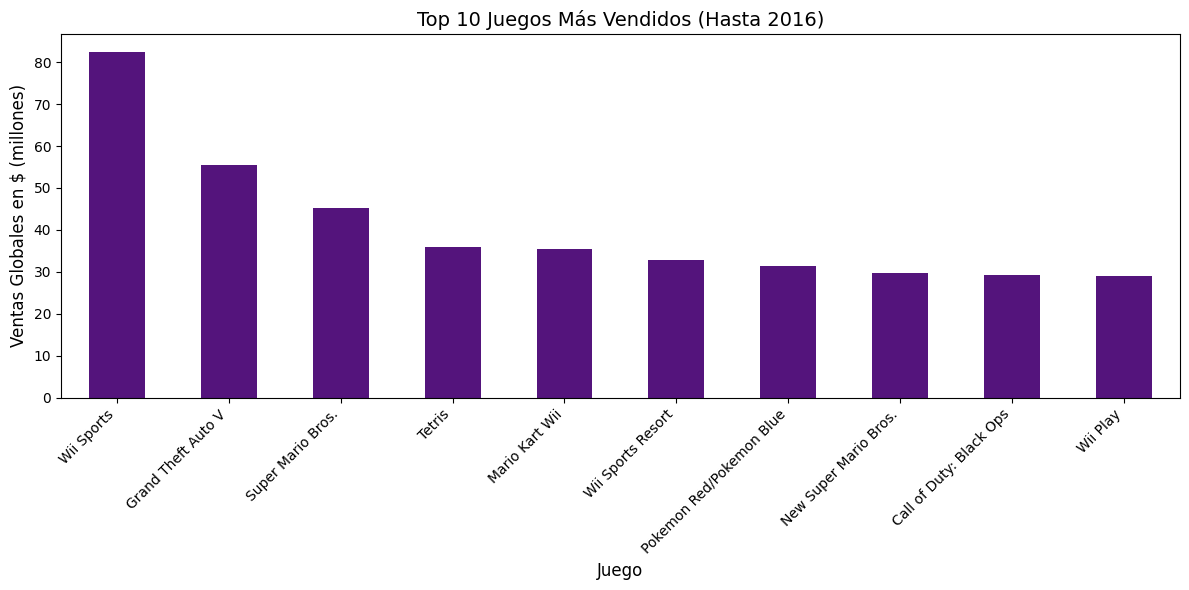 Top 10 Juegos Más Vendidos (Hasta 2016)
Ventas Globales en $ (millones)
80
70
60
50
40
30
20
10
0
Wii Sports
Grand Theft Auto V
Super Mario Bros.
Tetris
Mario Kart Wii
Wii Sports Resort
Pokemon Red/Pokemon Blue
New Super Mario Bros.
Call of Duty: Black Ops
Wii Play
Juego